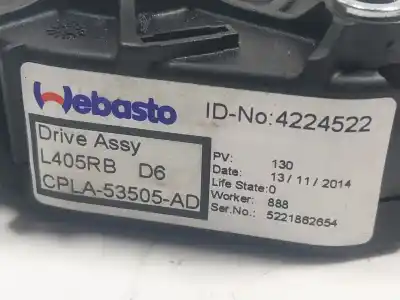 Webasto
ID-No:4224522
Drive Assy
L405RB D6
CPLA-53505-AD
PV: 130
Date: 13/11/2014
Life State:0
Worker: 888
Ser.No.: 5221862654